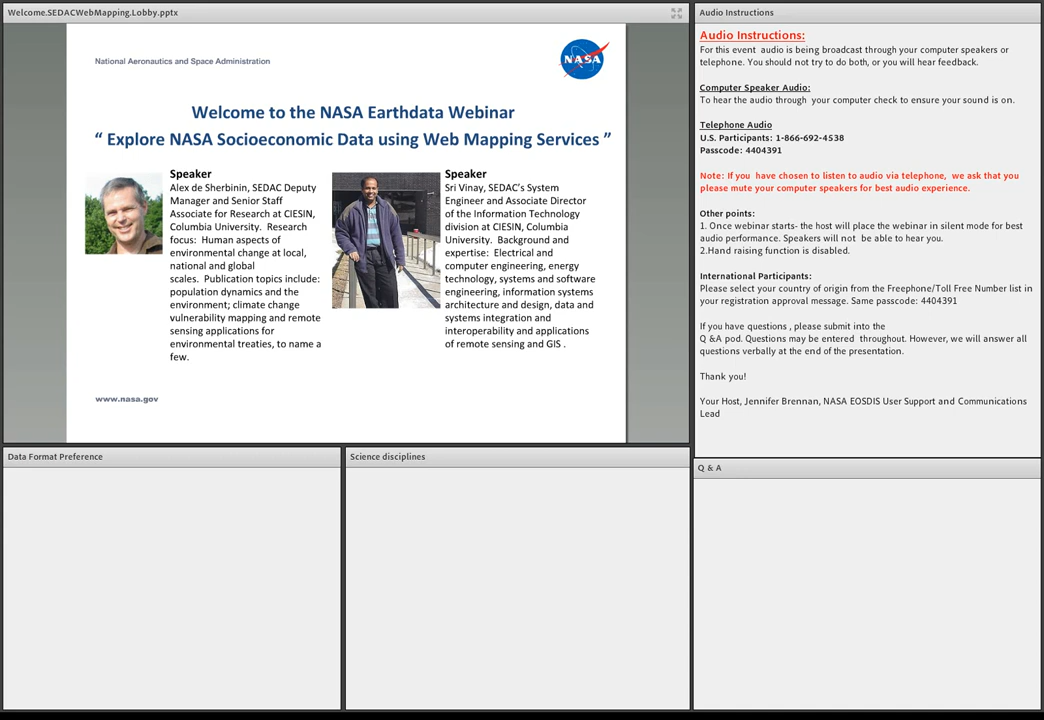 Welcome.SEDACWebMapping.Lobby.pptx
National Aeronautics and Space Administration
NASA
Welcome to the NASA Earthdata Webinar
“ Explore NASA Socioeconomic Data using Web Mapping Services ”
Speaker
Alex de Sherbinin, SEDAC Deputy
Manager and Senior Staff
Associate for Research at CIESIN,
Columbia University. Research
focus: Human aspects of
environmental change at local,
national and global
scales. Publication topics include:
population dynamics and the
environment; climate change
vulnerability mapping and remote
sensing applications for
environmental treaties, to name a
few.
Speaker
Sri Vinay, SEDAC’s System
Engineer and Associate Director
of the Information Technology
division at CIESIN, Columbia
University. Background and
expertise: Electrical and
computer engineering, energy
technology, systems and software
engineering, information systems
architecture and design, data and
systems integration and
interoperability and applications
of remote sensing and GIS .
www.nasa.gov
Audio Instructions
Audio Instructions:
For this event audio is being broadcast through your computer speakers or
telephone. You should not try to do both, or you will hear feedback.
Computer Speaker Audio:
To hear the audio through your computer check to ensure your sound is on.
Telephone Audio
U.S. Participants: 1-866-692-4538
Passcode: 4404391
Note: If you have chosen to listen to audio via telephone, we ask that you
please mute your computer speakers for best audio experience.
Other points:
1. Once webinar starts- the host will place the webinar in silent mode for best
audio performance. Speakers will not be able to hear you.
2.Hand raising function is disabled.
International Participants:
Please select your country of origin from the Freephone/Toll Free Number list in
your registration approval message. Same passcode: 4404391
If you have questions , please submit into the
Q &A pod. Questions may be entered throughout. However, we will answer all
questions verbally at the end of the presentation.
Thank you!
Your Host, Jennifer Brennan, NASA EOSDIS User Support and Communications
Lead
Data Format Preference
Science disciplines
Q & A